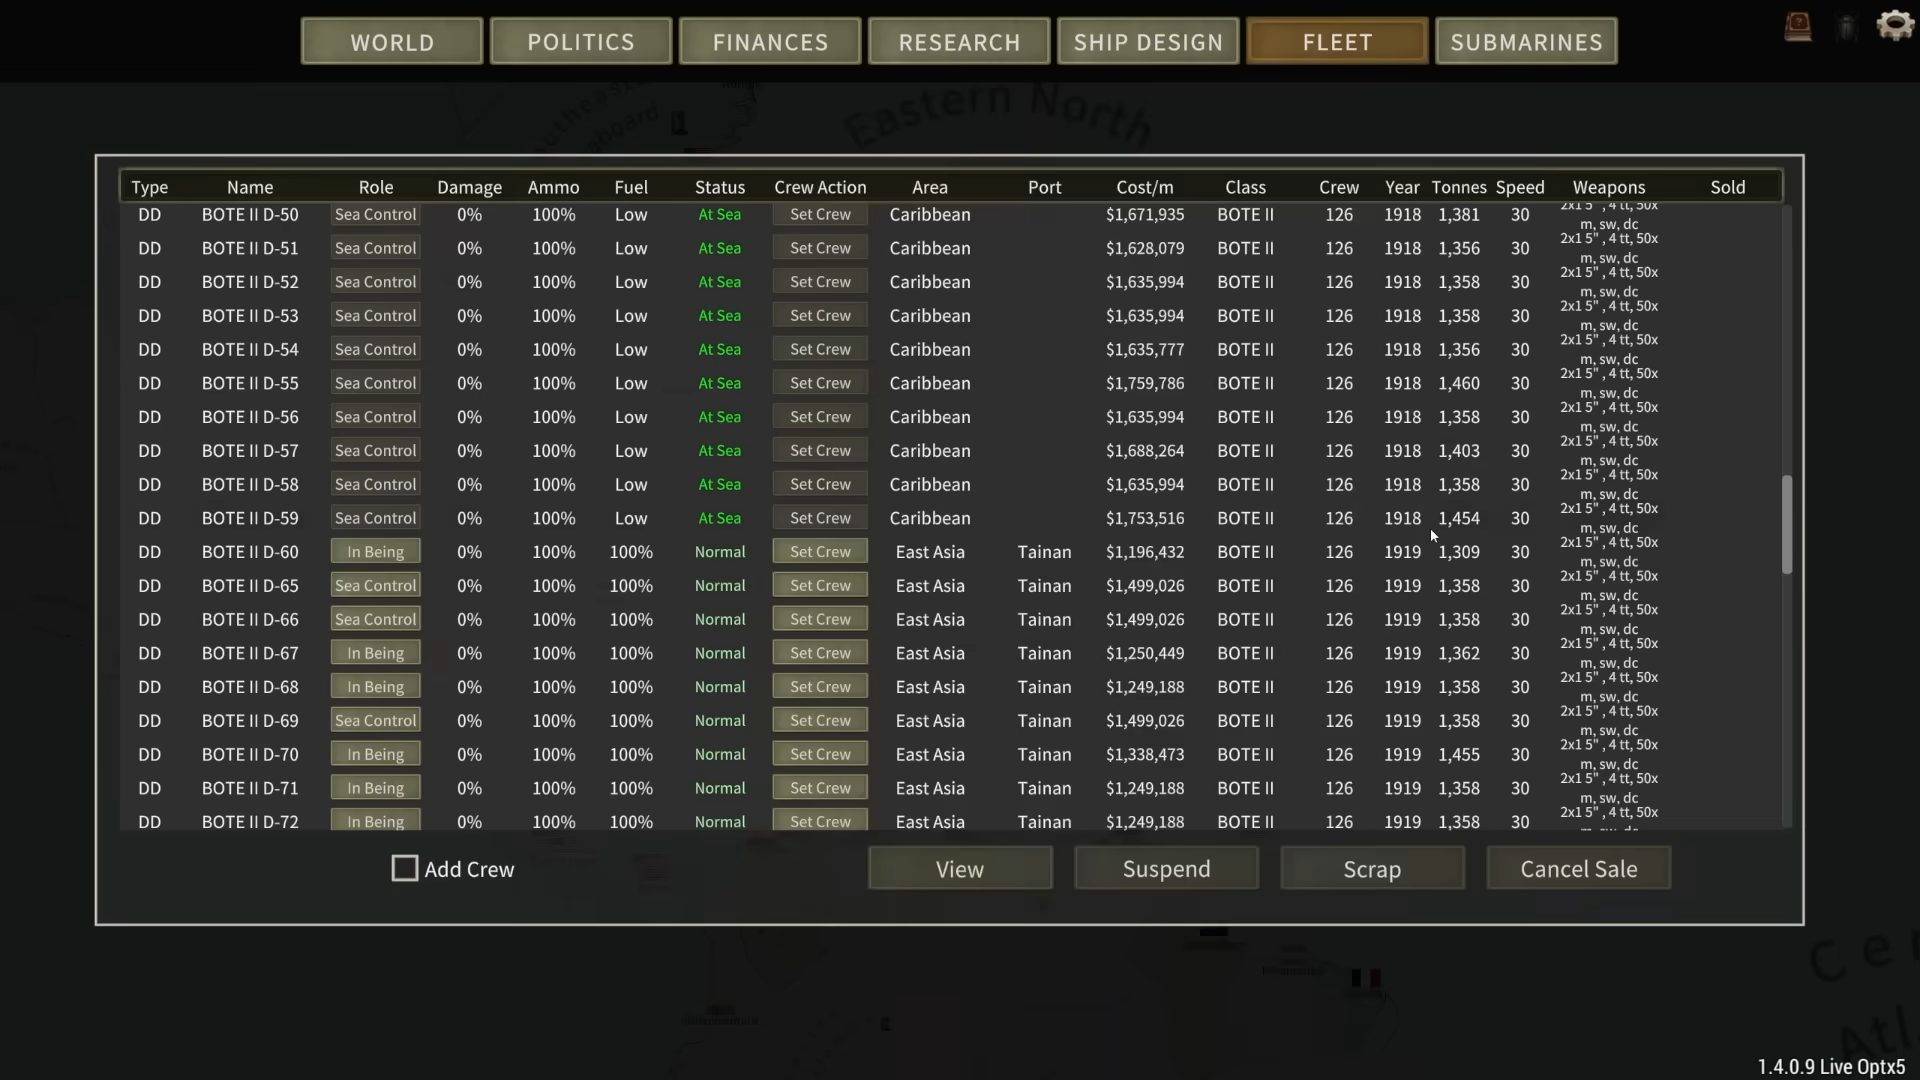 WORLD POLITICS FINANCES RESEARCH SHIP DESIGN FLEET SUBMARINES
Eastern North
Type Name Role Damage Ammo Fuel Status Crew Action Area Port Cost/m Class Crew Year Tonnes Speed Weapons Sold
DD BOTE II D-50 Sea Control 0% 100% Low At Sea Set Crew Caribbean $1,671,935 BOTE II 126 1918 1,381 30 2x1 5" , 4 tt, 50x
m, sw, dc
DD BOTE II D-51 Sea Control 0% 100% Low At Sea Set Crew Caribbean $1,628,079 BOTE II 126 1918 1,356 30 2x1 5" , 4 tt, 50x
m, sw, dc
DD BOTE II D-52 Sea Control 0% 100% Low At Sea Set Crew Caribbean $1,635,994 BOTE II 126 1918 1,358 30 2x1 5" , 4 tt, 50x
m, sw, dc
DD BOTE II D-53 Sea Control 0% 100% Low At Sea Set Crew Caribbean $1,635,994 BOTE II 126 1918 1,358 30 2x1 5" , 4 tt, 50x
m, sw, dc
DD BOTE II D-54 Sea Control 0% 100% Low At Sea Set Crew Caribbean $1,635,777 BOTE II 126 1918 1,356 30 2x1 5" , 4 tt, 50x
m, sw, dc
DD BOTE II D-55 Sea Control 0% 100% Low At Sea Set Crew Caribbean $1,759,786 BOTE II 126 1918 1,460 30 2x1 5" , 4 tt, 50x
m, sw, dc
DD BOTE II D-56 Sea Control 0% 100% Low At Sea Set Crew Caribbean $1,635,994 BOTE II 126 1918 1,358 30 2x1 5" , 4 tt, 50x
m, sw, dc
DD BOTE II D-57 Sea Control 0% 100% Low At Sea Set Crew Caribbean $1,688,264 BOTE II 126 1918 1,403 30 2x1 5" , 4 tt, 50x
m, sw, dc
DD BOTE II D-58 Sea Control 0% 100% Low At Sea Set Crew Caribbean $1,635,994 BOTE II 126 1918 1,358 30 2x1 5" , 4 tt, 50x
m, sw, dc
DD BOTE II D-59 Sea Control 0% 100% Low At Sea Set Crew Caribbean $1,753,516 BOTE II 126 1918 1,454 30 2x1 5" , 4 tt, 50x
m, sw, dc
DD BOTE II D-60 In Being 0% 100% 100% Normal Set Crew East Asia Tainan $1,196,432 BOTE II 126 1919 1,309 30 2x1 5" , 4 tt, 50x
m, sw, dc
DD BOTE II D-65 Sea Control 0% 100% 100% Normal Set Crew East Asia Tainan $1,499,026 BOTE II 126 1919 1,358 30 2x1 5" , 4 tt, 50x
m, sw, dc
DD BOTE II D-66 Sea Control 0% 100% 100% Normal Set Crew East Asia Tainan $1,499,026 BOTE II 126 1919 1,358 30 2x1 5" , 4 tt, 50x
m, sw, dc
DD BOTE II D-67 In Being 0% 100% 100% Normal Set Crew East Asia Tainan $1,250,449 BOTE II 126 1919 1,362 30 2x1 5" , 4 tt, 50x
m, sw, dc
DD BOTE II D-68 In Being 0% 100% 100% Normal Set Crew East Asia Tainan $1,249,188 BOTE II 126 1919 1,358 30 2x1 5" , 4 tt, 50x
m, sw, dc
DD BOTE II D-69 Sea Control 0% 100% 100% Normal Set Crew East Asia Tainan $1,499,026 BOTE II 126 1919 1,358 30 2x1 5" , 4 tt, 50x
m, sw, dc
DD BOTE II D-70 In Being 0% 100% 100% Normal Set Crew East Asia Tainan $1,338,473 BOTE II 126 1919 1,455 30 2x1 5" , 4 tt, 50x
m, sw, dc
DD BOTE II D-71 In Being 0% 100% 100% Normal Set Crew East Asia Tainan $1,249,188 BOTE II 126 1919 1,358 30 2x1 5" , 4 tt, 50x
m, sw, dc
DD BOTE II D-72 In Being 0% 100% 100% Normal Set Crew East Asia Tainan $1,249,188 BOTE II 126 1919 1,358 30 2x1 5" , 4 tt, 50x
Add Crew View Suspend Scrap Cancel Sale
1.4.0.9 Live Optx5